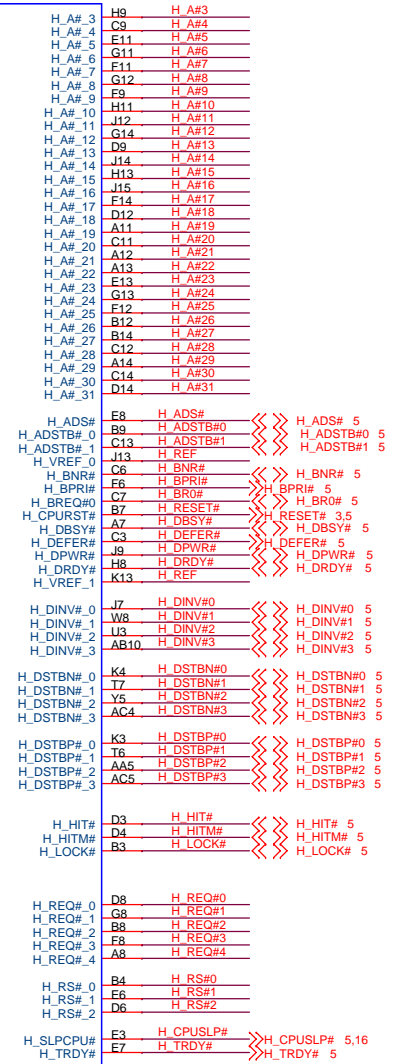 H_A#_3 H9 H_A#3
H_A#_4 C9 H_A#4
H_A#_5 E11 H_A#5
H_A#_6 G11 H_A#6
H_A#_7 F11 H_A#7
H_A#_8 G12 H_A#8
H_A#_9 F9 H_A#9
H_A#_10 H11 H_A#10
H_A#_11 J12 H_A#11
H_A#_12 G14 H_A#12
H_A#_13 D9 H_A#13
H_A#_14 J14 H_A#14
H_A#_15 H13 H_A#15
H_A#_16 J15 H_A#16
H_A#_17 F14 H_A#17
H_A#_18 D12 H_A#18
H_A#_19 A11 H_A#19
H_A#_20 C11 H_A#20
H_A#_21 A12 H_A#21
H_A#_22 A13 H_A#22
H_A#_23 E13 H_A#23
H_A#_24 G13 H_A#24
H_A#_25 F12 H_A#25
H_A#_26 B12 H_A#26
H_A#_27 B14 H_A#27
H_A#_28 C12 H_A#28
H_A#_29 A14 H_A#29
H_A#_30 C14 H_A#30
H_A#_31 D14 H_A#31
H_ADS# E8 H_ADS# H_ADS# 5
H_ADSTB#_0 B9 H_ADSTB#0 H_ADSTB#0 5
H_ADSTB#_1 C13 H_ADSTB#1 H_ADSTB#1 5
H_VREF_0 J13 H_REF
H_BNR# C6 H_BNR# H_BNR# 5
H_BPRI# F6 H_BPRI# H_BPRI# 5
H_BREQ#0 C7 H_BR0# H_BR0# 5
H_CPURST# B7 H_RESET# H_RESET# 3,5
H_DBSY# A7 H_DBSY# H_DBSY# 5
H_DEFER# C3 H_DEFER# H_DEFER# 5
H_DPWR# J9 H_DPWR# H_DPWR# 5
H_DRDY# H8 H_DRDY# H_DRDY# 5
H_VREF_1 K13 H_REF
H_DINV#_0 J7 H_DINV#0 H_DINV#0 5
H_DINV#_1 W8 H_DINV#1 H_DINV#1 5
H_DINV#_2 U3 H_DINV#2 H_DINV#2 5
H_DINV#_3 AB10 H_DINV#3 H_DINV#3 5
H_DSTBN#_0 K4 H_DSTBN#0 H_DSTBN#0 5
H_DSTBN#_1 T7 H_DSTBN#1 H_DSTBN#1 5
H_DSTBN#_2 Y5 H_DSTBN#2 H_DSTBN#2 5
H_DSTBN#_3 AC4 H_DSTBN#3 H_DSTBN#3 5
H_DSTBP#_0 K3 H_DSTBP#0 H_DSTBP#0 5
H_DSTBP#_1 T6 H_DSTBP#1 H_DSTBP#1 5
H_DSTBP#_2 AA5 H_DSTBP#2 H_DSTBP#2 5
H_DSTBP#_3 AC5 H_DSTBP#3 H_DSTBP#3 5
H_HIT# D3 H_HIT# H_HIT# 5
H_HITM# D4 H_HITM# H_HITM# 5
H_LOCK# B3 H_LOCK# H_LOCK# 5
H_REQ#_0 D8 H_REQ#0
H_REQ#_1 G8 H_REQ#1
H_REQ#_2 B8 H_REQ#2
H_REQ#_3 F8 H_REQ#3
H_REQ#_4 A8 H_REQ#4
H_RS#_0 B4 H_RS#0
H_RS#_1 E6 H_RS#1
H_RS#_2 D6 H_RS#2
H_SLPCPU# E3 H_CPUSLP# H_CPUSLP# 5,16
H_TRDY# E7 H_TRDY# H_TRDY# 5